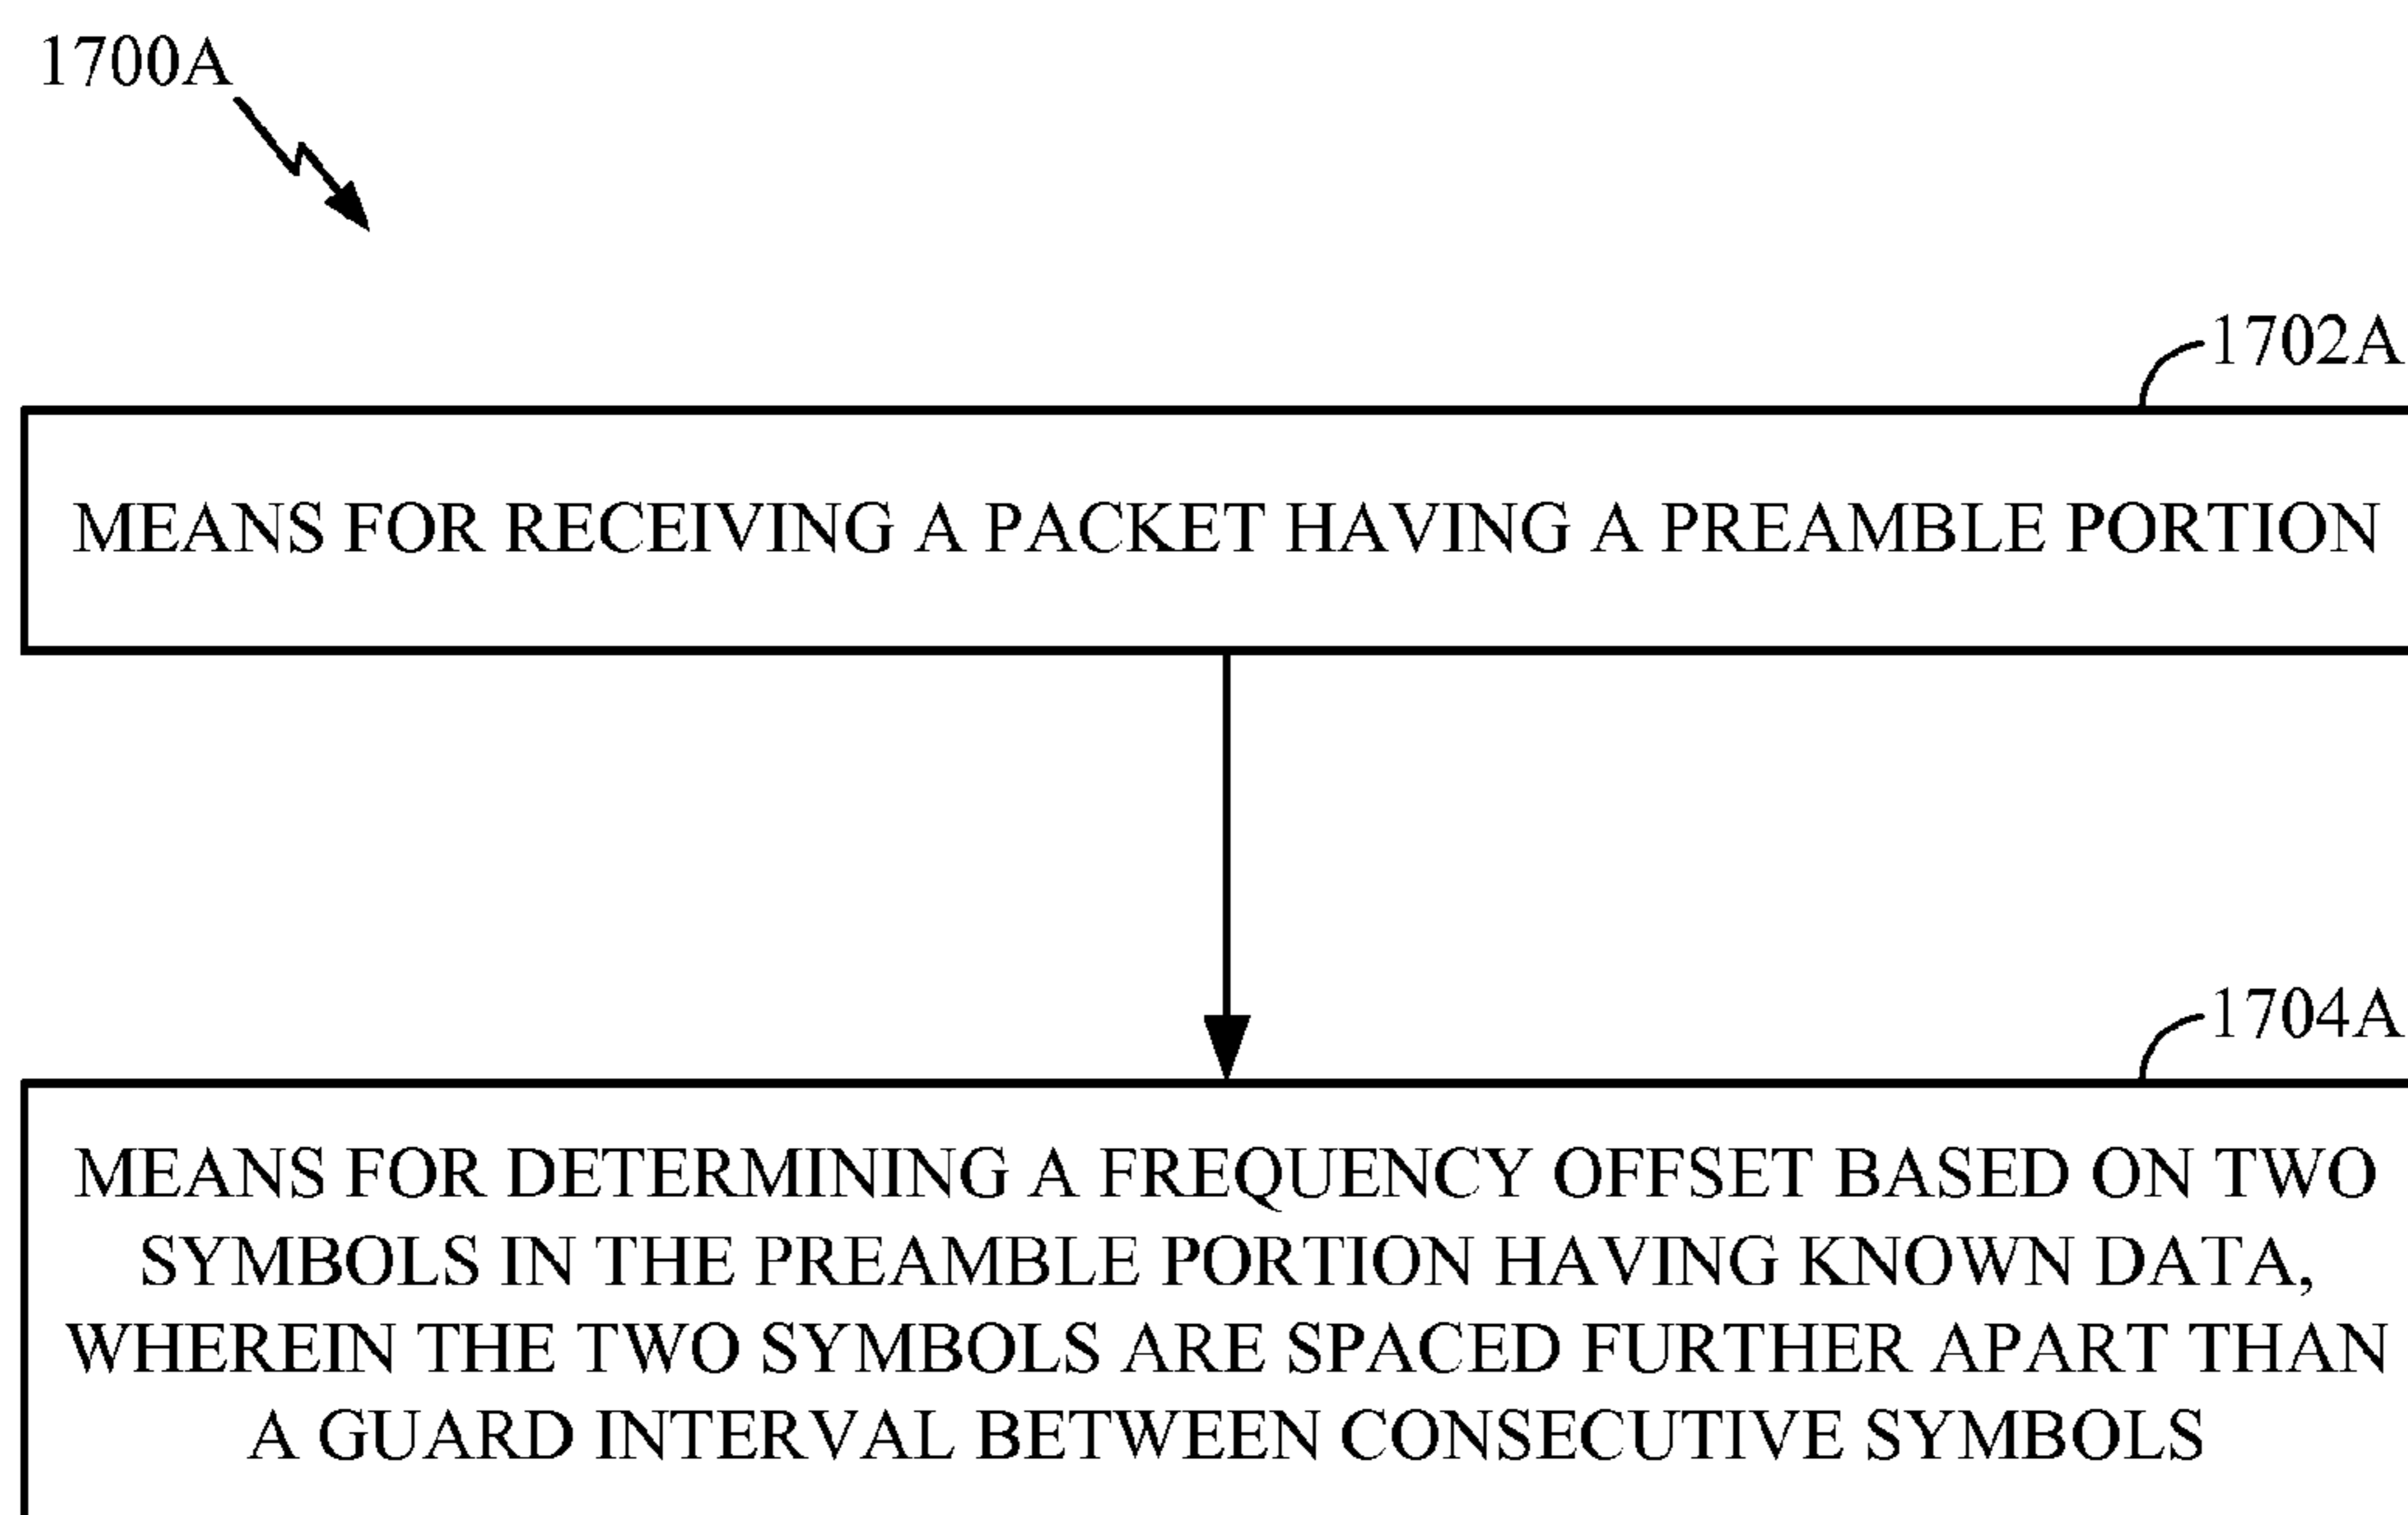 1700A
1702A
MEANS FOR RECEIVING A PACKET HAVING A PREAMBLE PORTION
1704A
MEANS FOR DETERMINING A FREQUENCY OFFSET BASED ON TWO
SYMBOLS IN THE PREAMBLE PORTION HAVING KNOWN DATA,
WHEREIN THE TWO SYMBOLS ARE SPACED FURTHER APART THAN
A GUARD INTERVAL BETWEEN CONSECUTIVE SYMBOLS